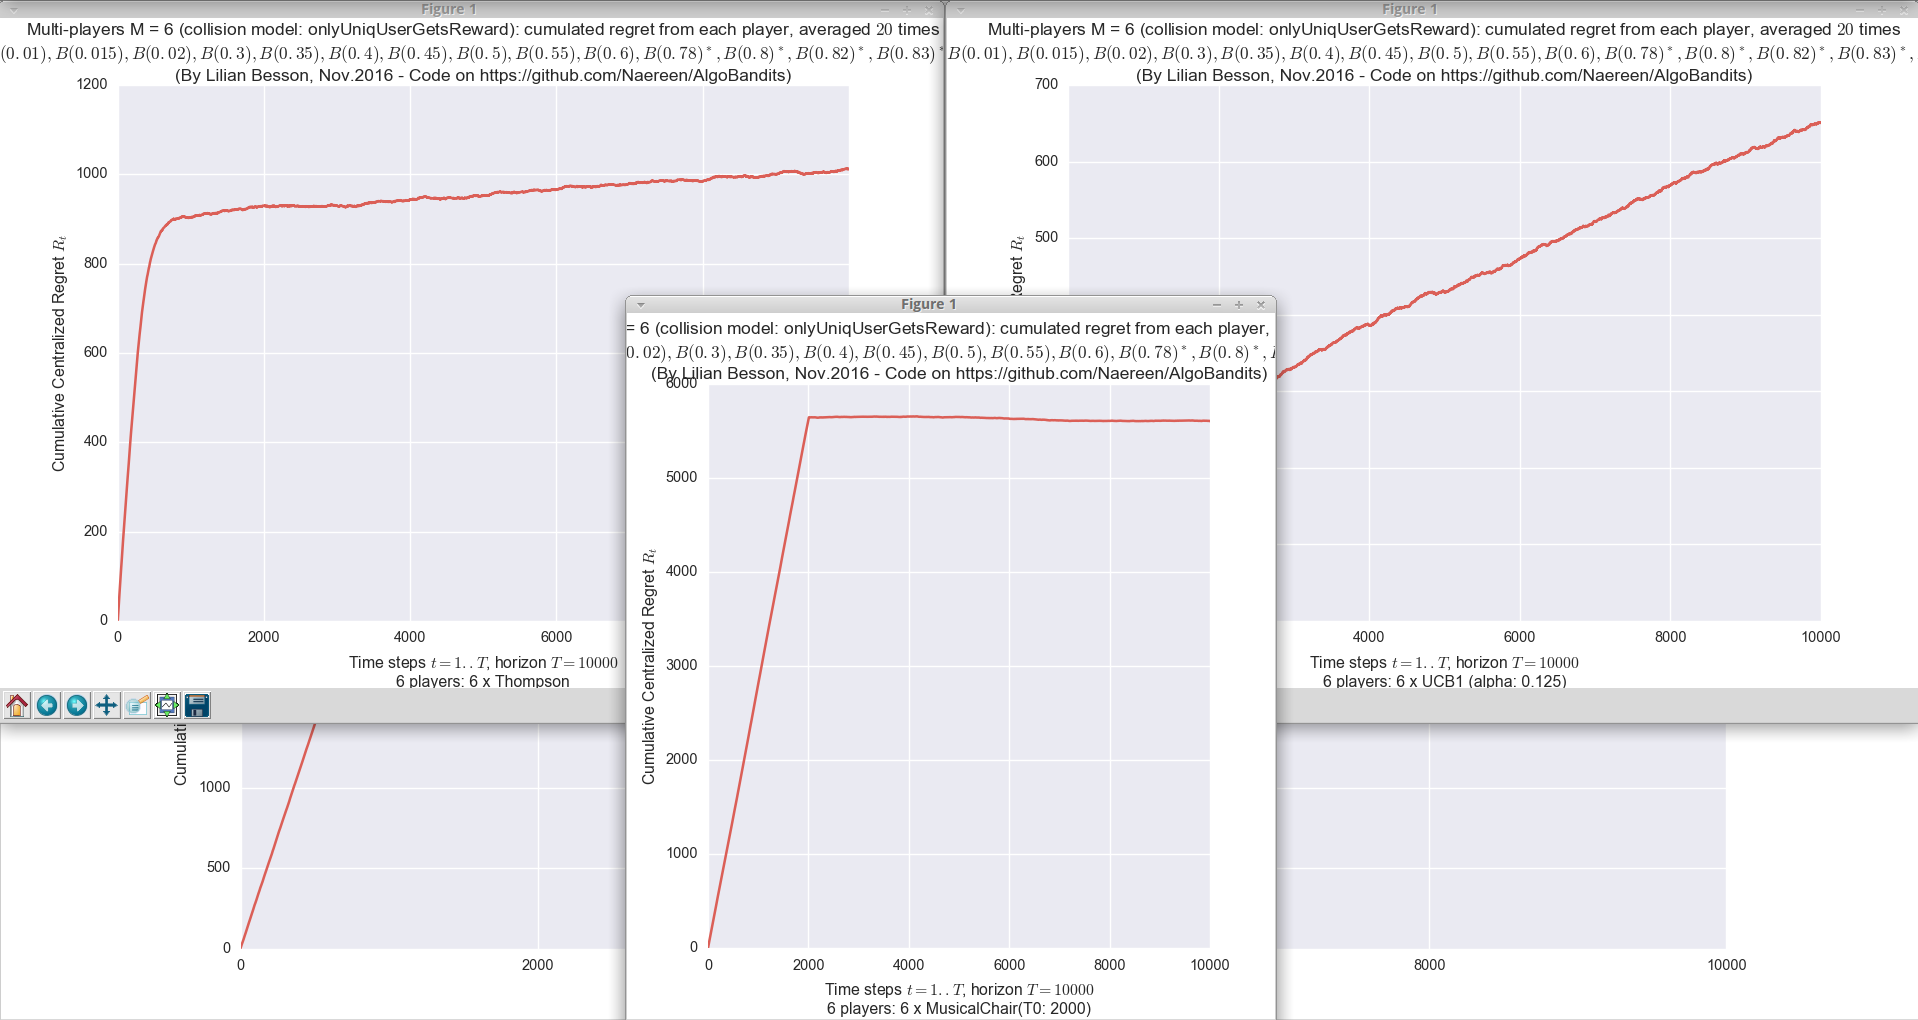 Figure 1
Multi-players M = 6 (collision model: onlyUniqUserGetsReward): cumulated regret from each player, averaged 20 times
(0.01), B(0.015), B(0.02), B(0.3), B(0.35), B(0.4), B(0.45), B(0.5), B(0.55), B(0.6), B(0.78)*, B(0.8)*, B(0.82)*, B(0.83)*
(By Lilian Besson, Nov.2016 - Code on https://github.com/Naereen/AlgoBandits)
1200
1000
800
600
400
200
0
Cumulative Centralized Regret R_t
0 2000 4000 6000
Time steps t = 1..T, horizon T = 10000
6 players: 6 x Thompson
Figure 1
Multi-players M = 6 (collision model: onlyUniqUserGetsReward): cumulated regret from each player, averaged 20 times
B(0.01), B(0.015), B(0.02), B(0.3), B(0.35), B(0.4), B(0.45), B(0.5), B(0.55), B(0.6), B(0.78)*, B(0.8)*, B(0.82)*, B(0.83)*,
(By Lilian Besson, Nov.2016 - Code on https://github.com/Naereen/AlgoBandits)
700
600
500
Regret R_t
4000 6000 8000 10000
Time steps t = 1..T, horizon T = 10000
6 players: 6 x UCB1 (alpha: 0.125)
Figure 1
= 6 (collision model: onlyUniqUserGetsReward): cumulated regret from each player,
0.02), B(0.3), B(0.35), B(0.4), B(0.45), B(0.5), B(0.55), B(0.6), B(0.78)*, B(0.8)*,
(By Lilian Besson, Nov.2016 - Code on https://github.com/Naereen/AlgoBandits)
6000
5000
4000
3000
2000
1000
0
Cumulative Centralized Regret R_t
0 2000 4000 6000 8000 10000
Time steps t = 1..T, horizon T = 10000
6 players: 6 x MusicalChair(T0: 2000)
Cumulati
1000
500
0
0 2000 8000 10000